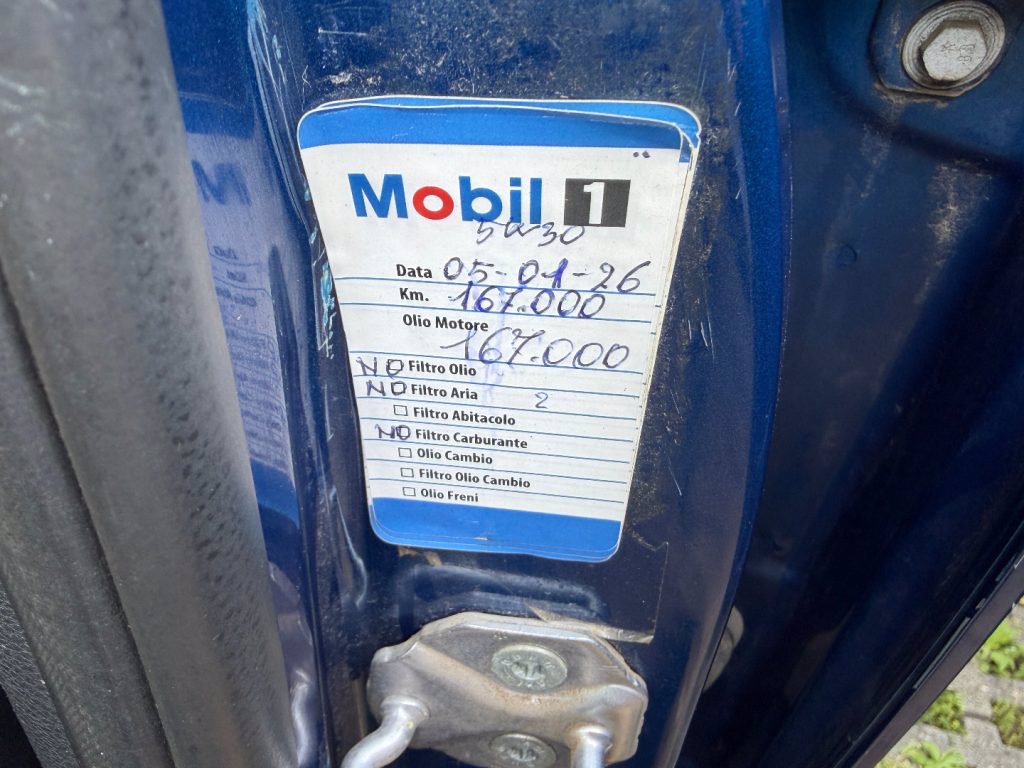 Mobil 1
5W30
Data 05-01-26
Km. 167.000
Olio Motore
167.000
NO Filtro Olio
NO Filtro Aria 2
Filtro Abitacolo
NO Filtro Carburante
Olio Cambio
Filtro Olio Cambio
Olio Freni